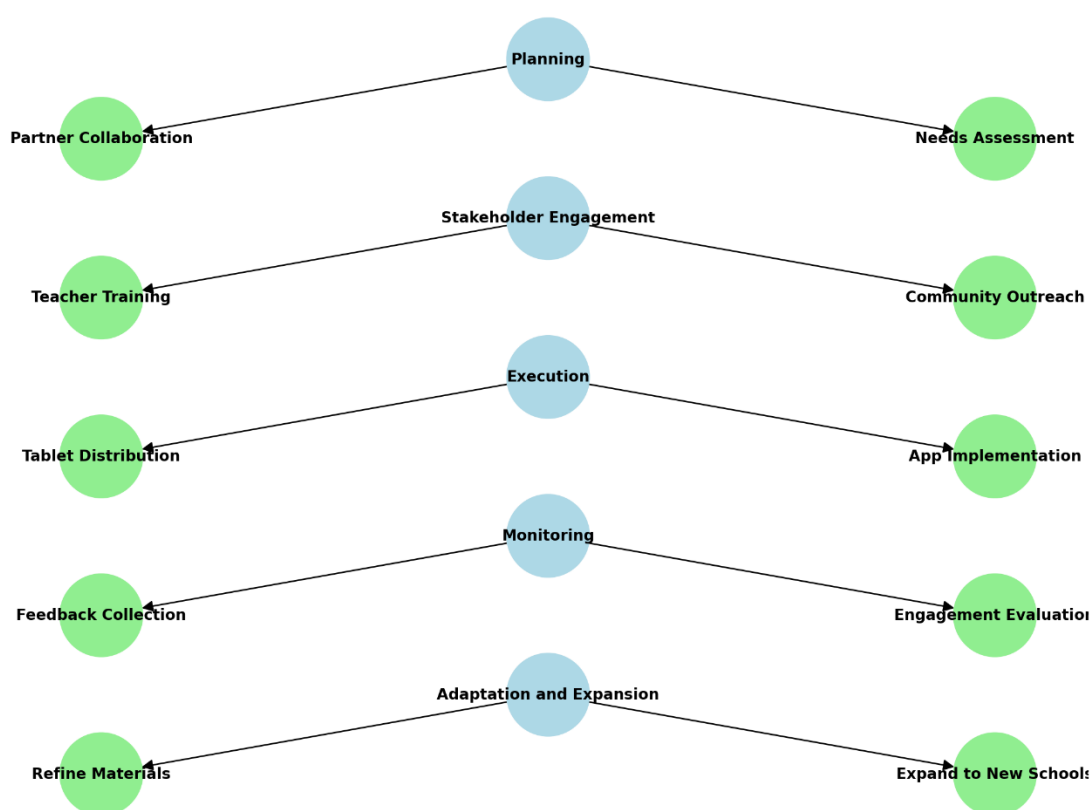 Planning
Partner Collaboration
Needs Assessment
Stakeholder Engagement
Teacher Training
Community Outreach
Execution
Tablet Distribution
App Implementation
Monitoring
Feedback Collection
Engagement Evaluation
Adaptation and Expansion
Refine Materials
Expand to New Schools